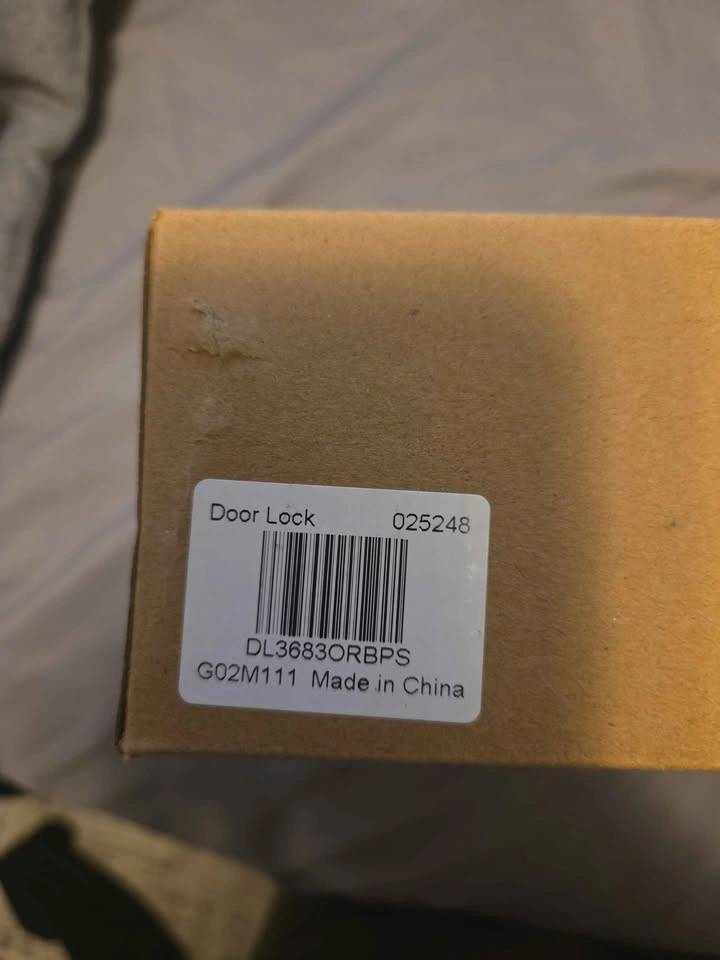 Door Lock 025248
DL3683ORBPS
G02M111 Made in China